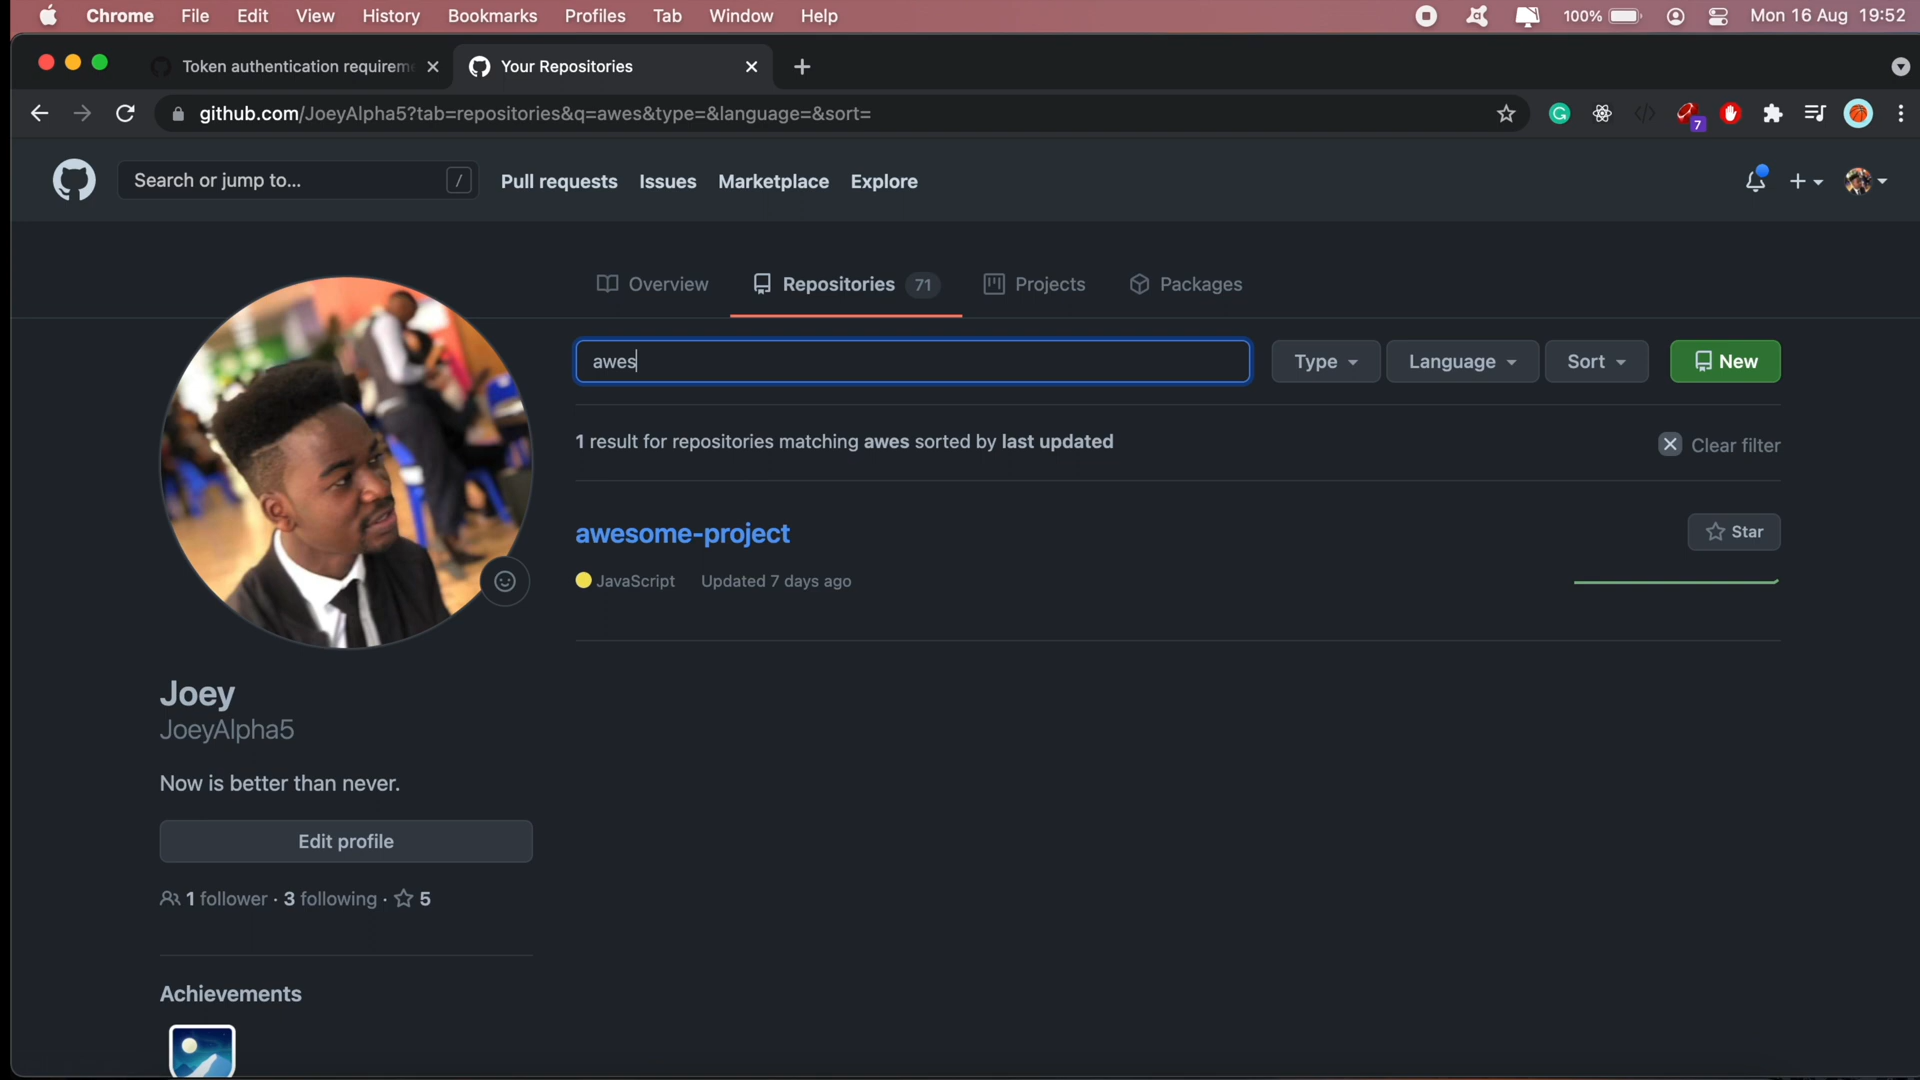 Chrome File Edit View History Bookmarks Profiles Tab Window Help 100% Mon 16 Aug 19:52
Token authentication requirem
Your Repositories
github.com/JoeyAlpha5?tab=repositories&q=awes&type=&language=&sort=
7
Search or jump to... /
Pull requests Issues Marketplace Explore
Overview Repositories 71 Projects Packages
awes
Type Language Sort New
1 result for repositories matching awes sorted by last updated
Clear filter
awesome-project
Star
JavaScript Updated 7 days ago
Joey
JoeyAlpha5
Now is better than never.
Edit profile
1 follower · 3 following · 5
Achievements